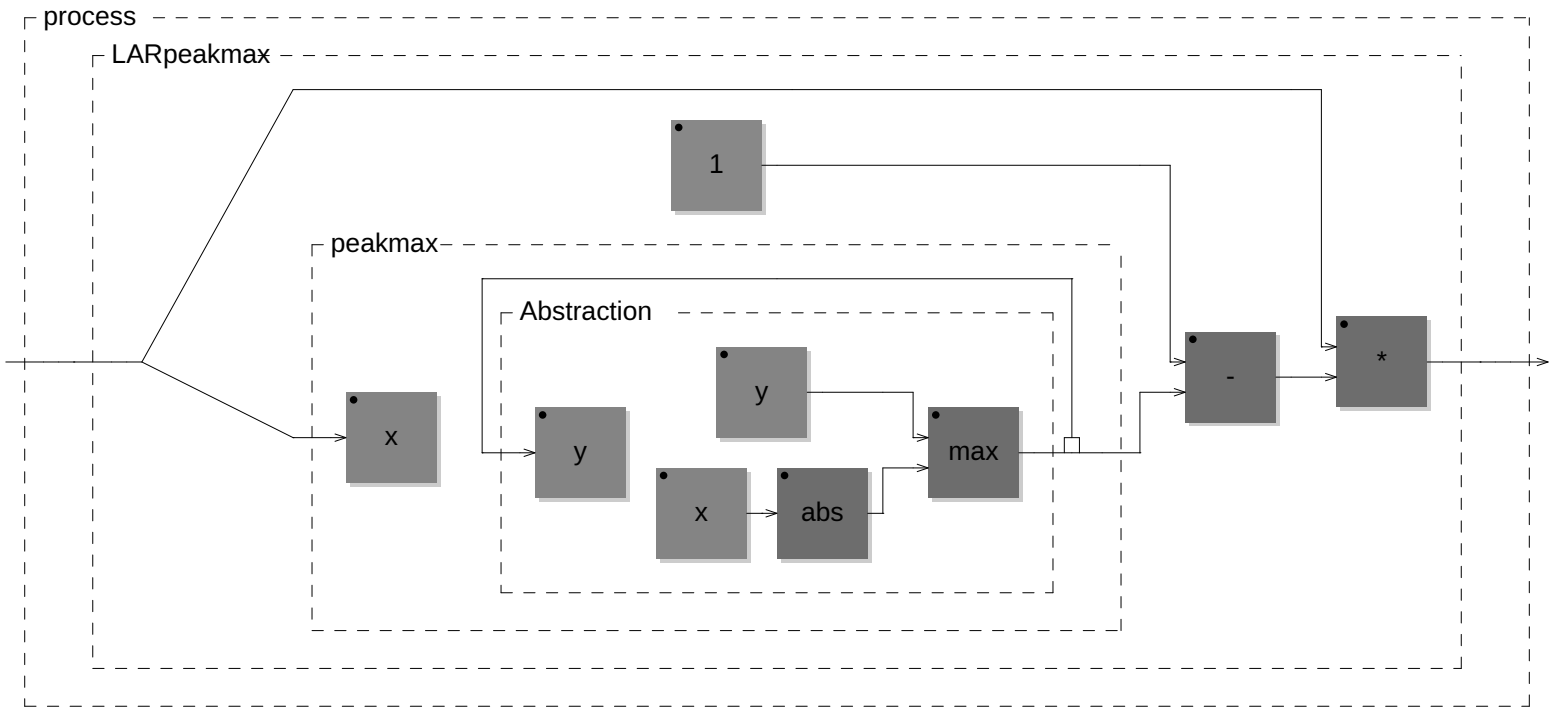 process
LARpeakmax
1
peakmax
Abstraction
y
*
-
x
y
max
x
abs